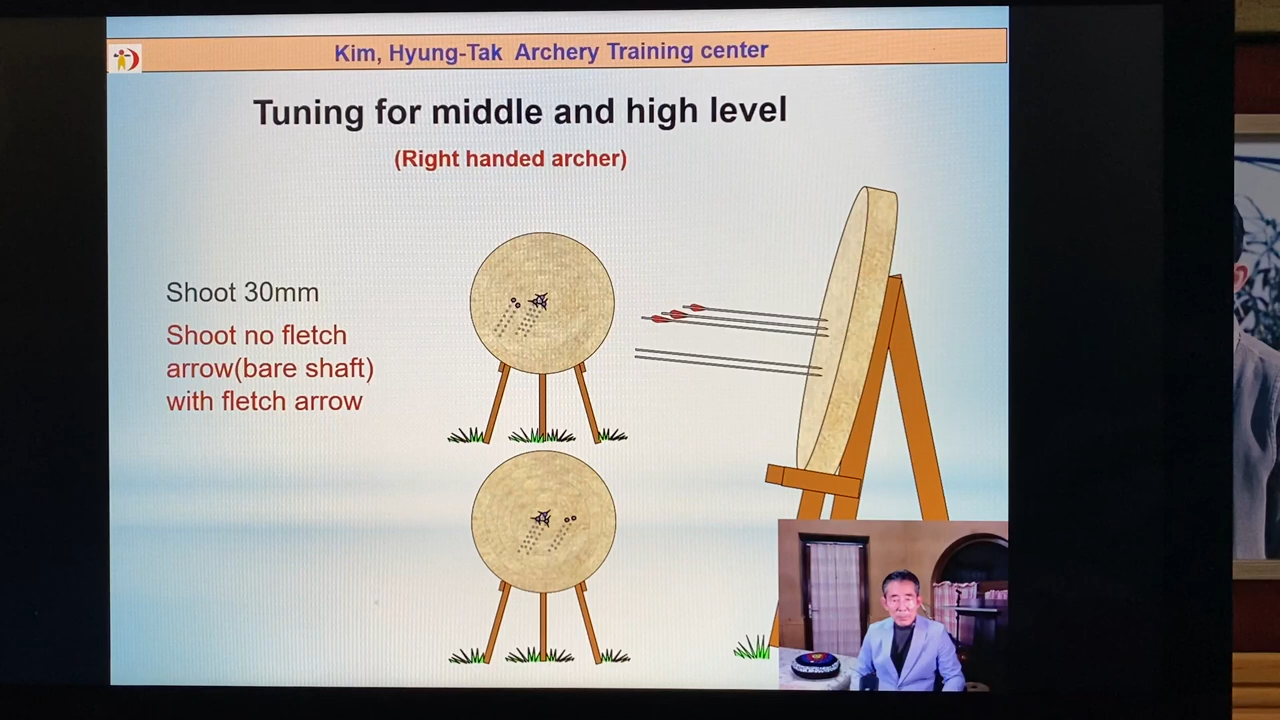 Kim, Hyung-Tak Archery Training center
Tuning for middle and high level
(Right handed archer)
Shoot 30mm
Shoot no fletch
arrow(bare shaft)
with fletch arrow